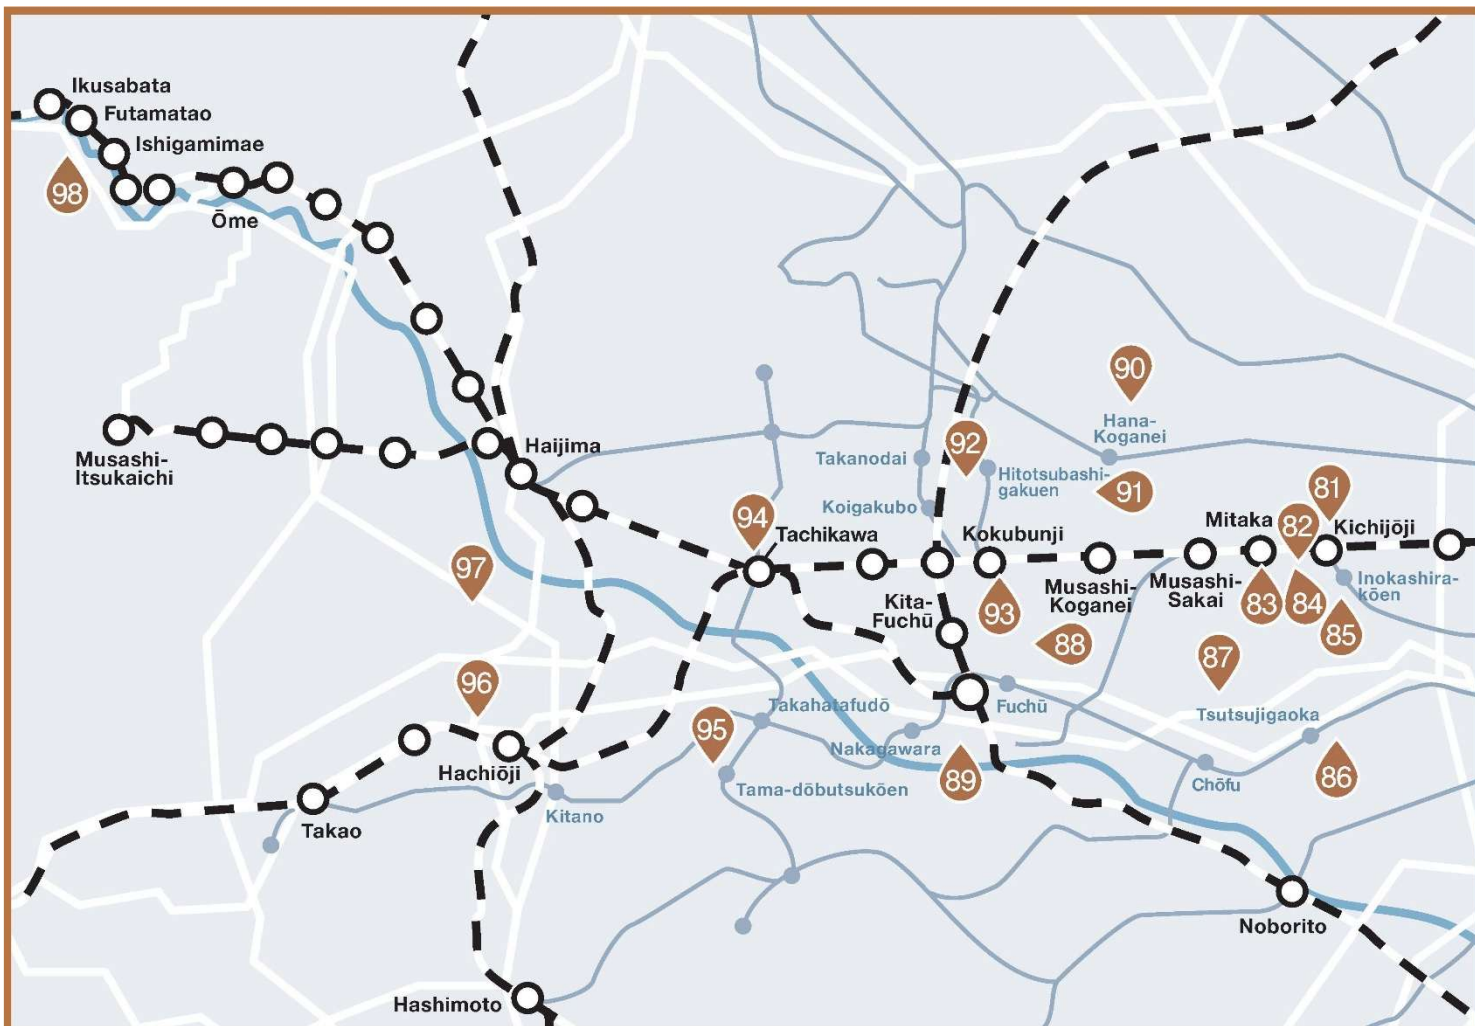 Ikusabata
Futamatao
Ishigamimae
98
Ōme
90
Hana-
Koganei
92
Haijima
Takanodai
Hitotsubashi-
gakuen
Musashi-
Itsukaichi
91
81
Koigakubo
94
82
Tachikawa
Kokubunji
Mitaka
Kichijōji
97
Musashi-
Koganei
Musashi-
Sakai
Inokashira-
kōen
Kita-
Fuchū
93
83
84
85
88
87
96
Takahatafudō
Fuchū
Tsutsujigaoka
95
Nakagawara
Hachiōji
Tama-dōbutsukōen
89
Chōfu
86
Kitano
Takao
Noborito
Hashimoto